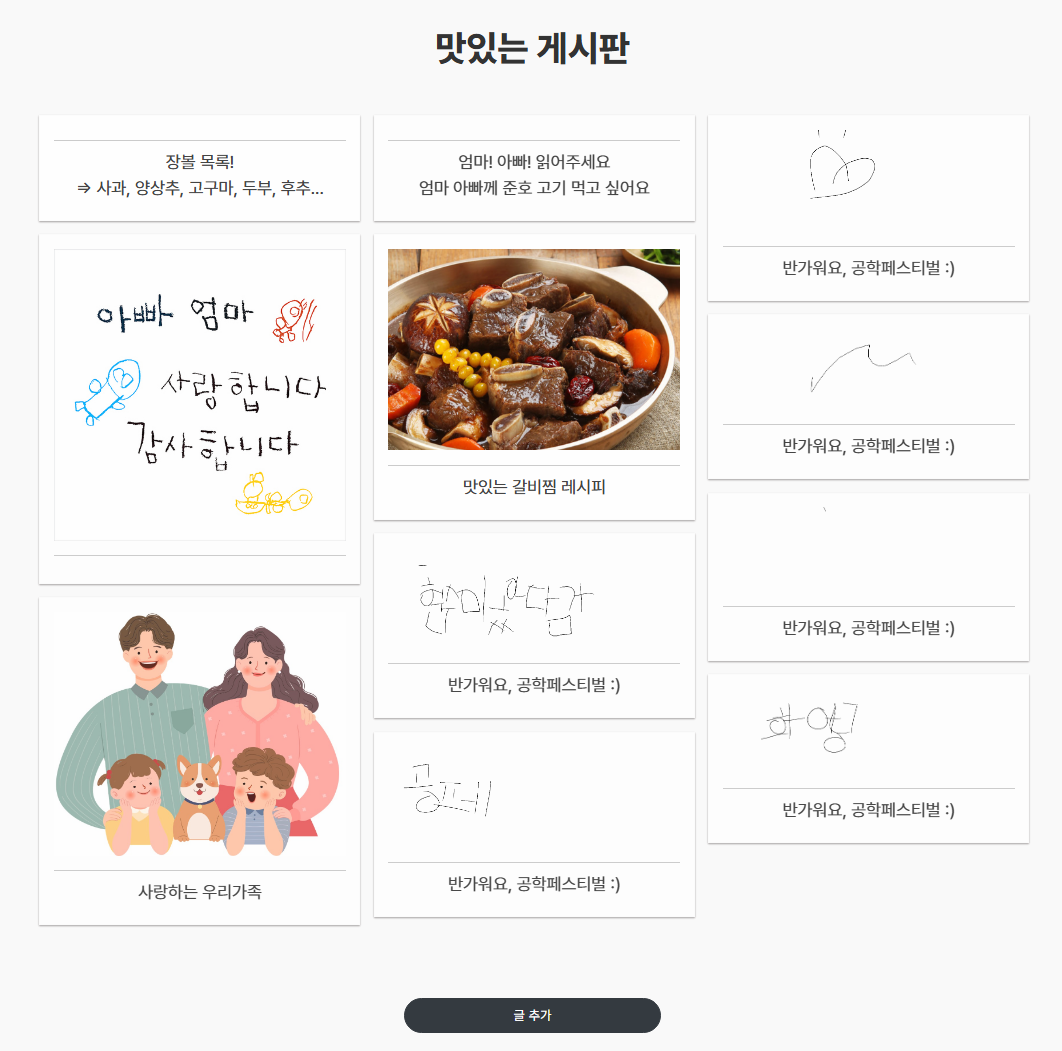 맛있는 게시판
장볼 목록!
⇒ 사과, 양상추, 고구마, 두부, 후추...
아빠 엄마
사랑합니다
감사합니다
사랑하는 우리가족
엄마! 아빠! 읽어주세요
엄마 아빠께 준호 고기 먹고 싶어요
맛있는 갈비찜 레시피
반가워요, 공학페스티벌 :)
공피
반가워요, 공학페스티벌 :)
반가워요, 공학페스티벌 :)
반가워요, 공학페스티벌 :)
반가워요, 공학페스티벌 :)
반가워요, 공학페스티벌 :)
글 추가